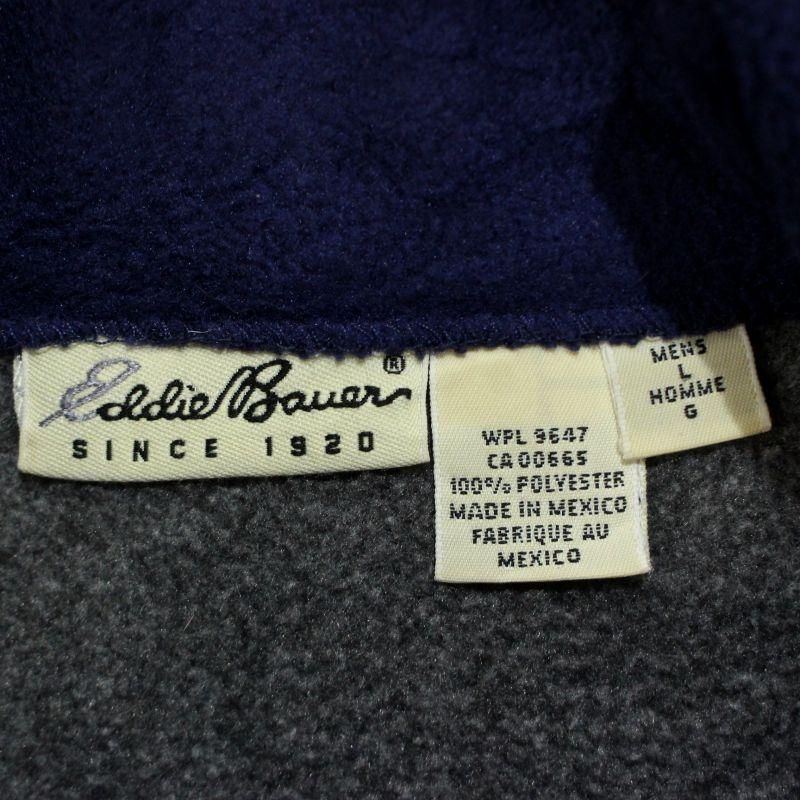 Eddie Bauer®
SINCE 1920
WPL 9647
CA 00665
100% POLYESTER
MADE IN MEXICO
FABRIQUE AU
MEXICO
MENS
L
HOMME
G